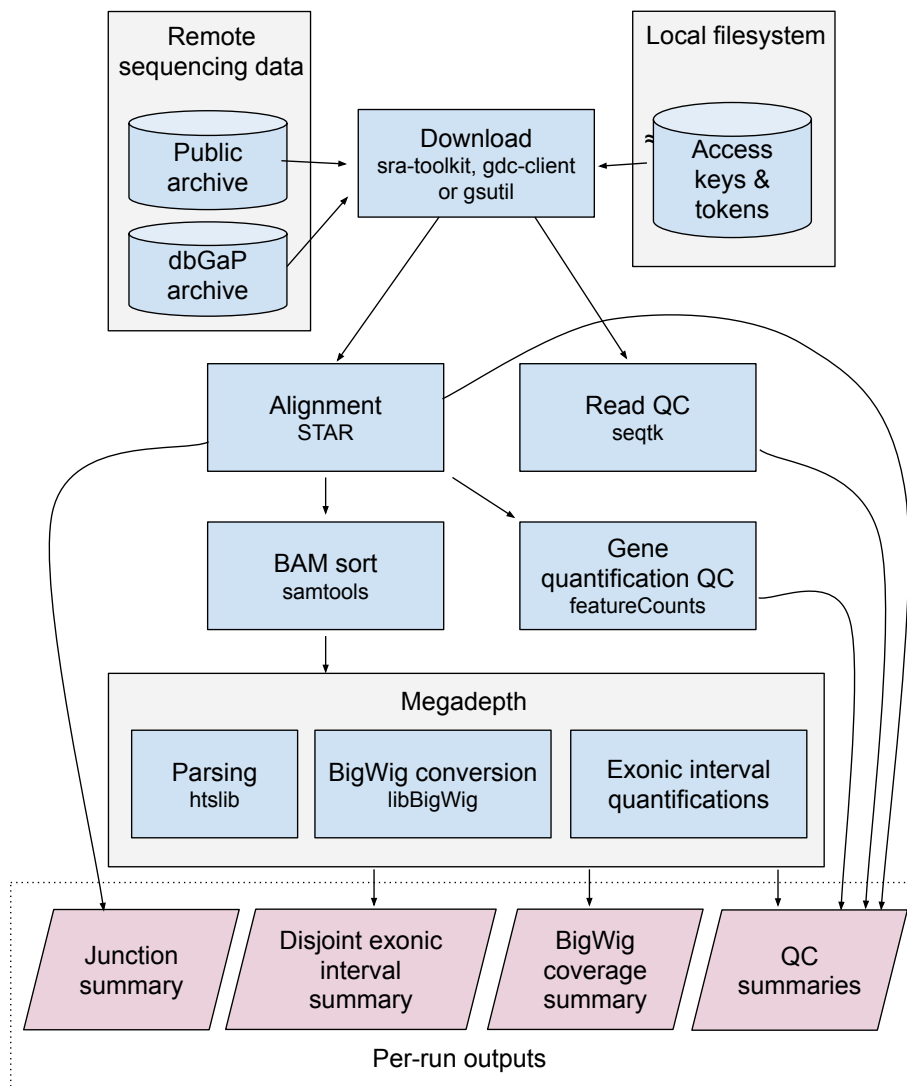 Remote
sequencing data
Local filesystem
Public
archive
Download
sra-toolkit, gdc-client
or gsutil
Access
keys &
tokens
dbGaP
archive
Alignment
STAR
Read QC
seqtk
BAM sort
samtools
Gene
quantification QC
featureCounts
Megadepth
Parsing
htslib
BigWig conversion
libBigWig
Exonic interval
quantifications
Junction
summary
Disjoint exonic
interval
summary
BigWig
coverage
summary
QC
summaries
Per-run outputs